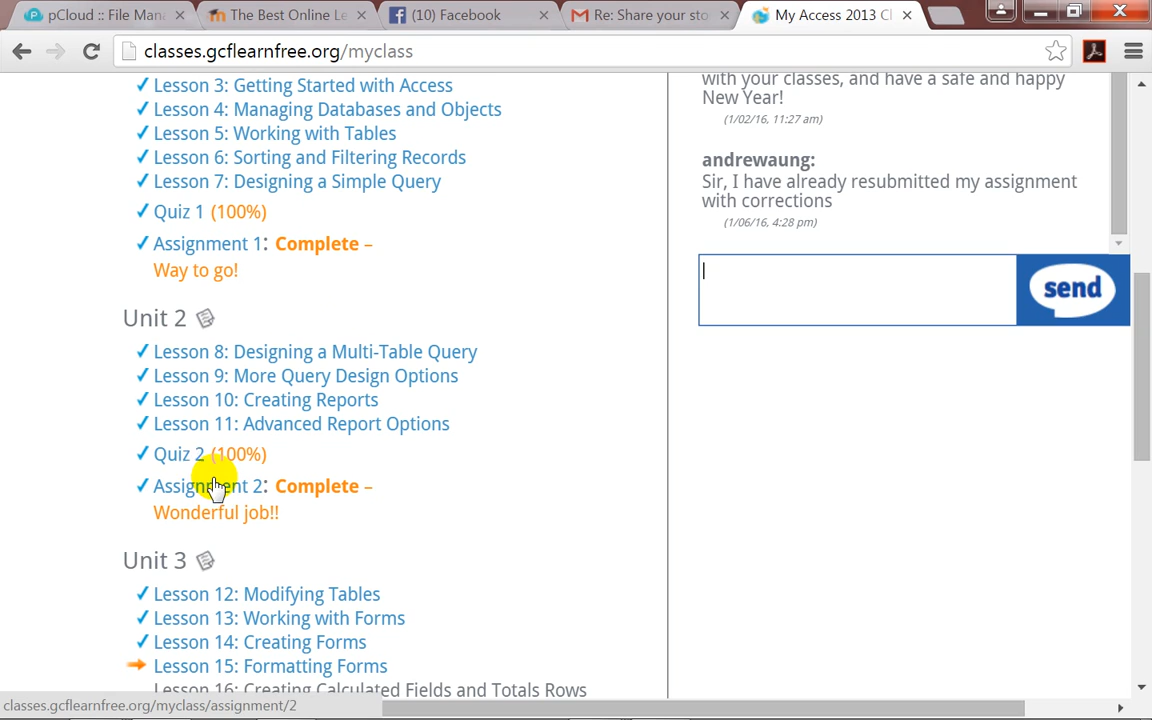 pCloud :: File Man
The Best Online Le
(10) Facebook
Re: Share your sto
My Access 2013 Cl
classes.gcflearnfree.org/myclass
Lesson 3: Getting Started with Access
Lesson 4: Managing Databases and Objects
Lesson 5: Working with Tables
Lesson 6: Sorting and Filtering Records
Lesson 7: Designing a Simple Query
Quiz 1 (100%)
Assignment 1: Complete –
Way to go!
Unit 2
Lesson 8: Designing a Multi-Table Query
Lesson 9: More Query Design Options
Lesson 10: Creating Reports
Lesson 11: Advanced Report Options
Quiz 2 (100%)
Assignment 2: Complete –
Wonderful job!!
Unit 3
Lesson 12: Modifying Tables
Lesson 13: Working with Forms
Lesson 14: Creating Forms
Lesson 15: Formatting Forms
Lesson 16: Creating Calculated Fields and Totals Rows
with your classes, and have a safe and happy
New Year!
(1/02/16, 11:27 am)
andrewaung:
Sir, I have already resubmitted my assignment
with corrections
(1/06/16, 4:28 pm)
send
classes.gcflearnfree.org/myclass/assignment/2